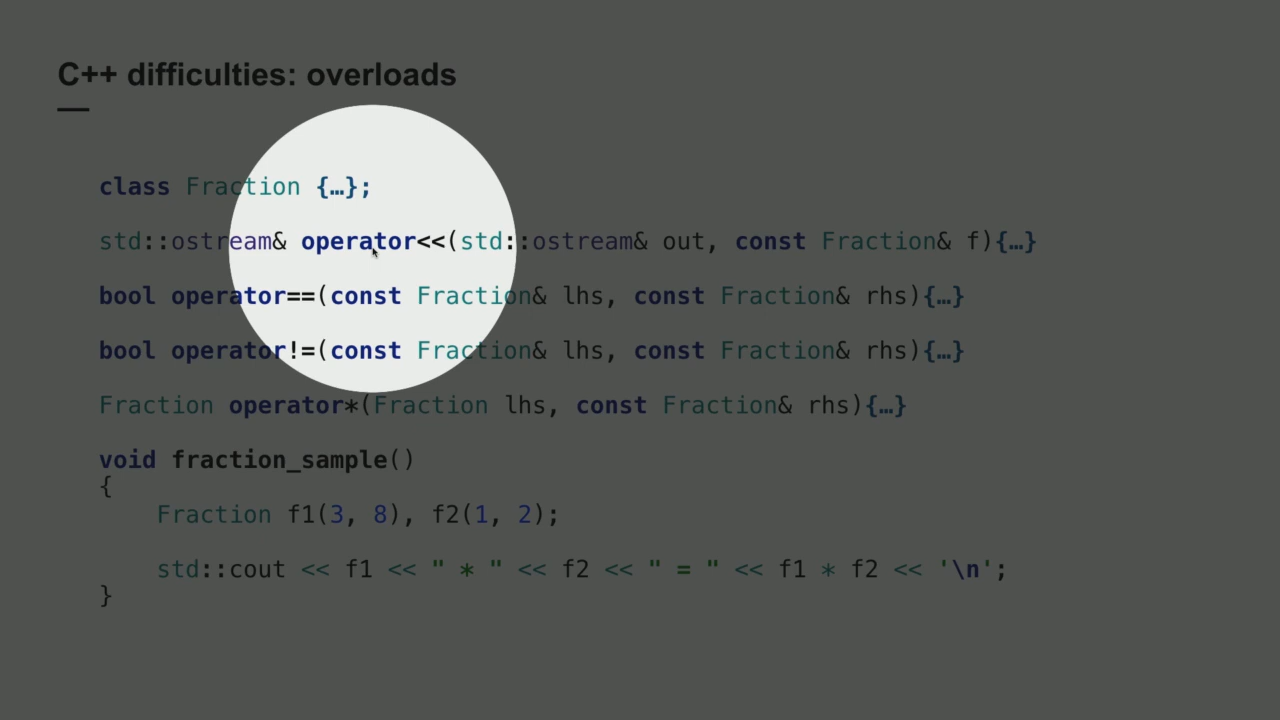 C++ difficulties: overloads
class Fraction {…};
std::ostream& operator<<(std::ostream& out, const Fraction& f){…}
bool operator==(const Fraction& lhs, const Fraction& rhs){…}
bool operator!=(const Fraction& lhs, const Fraction& rhs){…}
Fraction operator*(Fraction lhs, const Fraction& rhs){…}
void fraction_sample()
{
    Fraction f1(3, 8), f2(1, 2);
    std::cout << f1 << " * " << f2 << " = " << f1 * f2 << '\n';
}